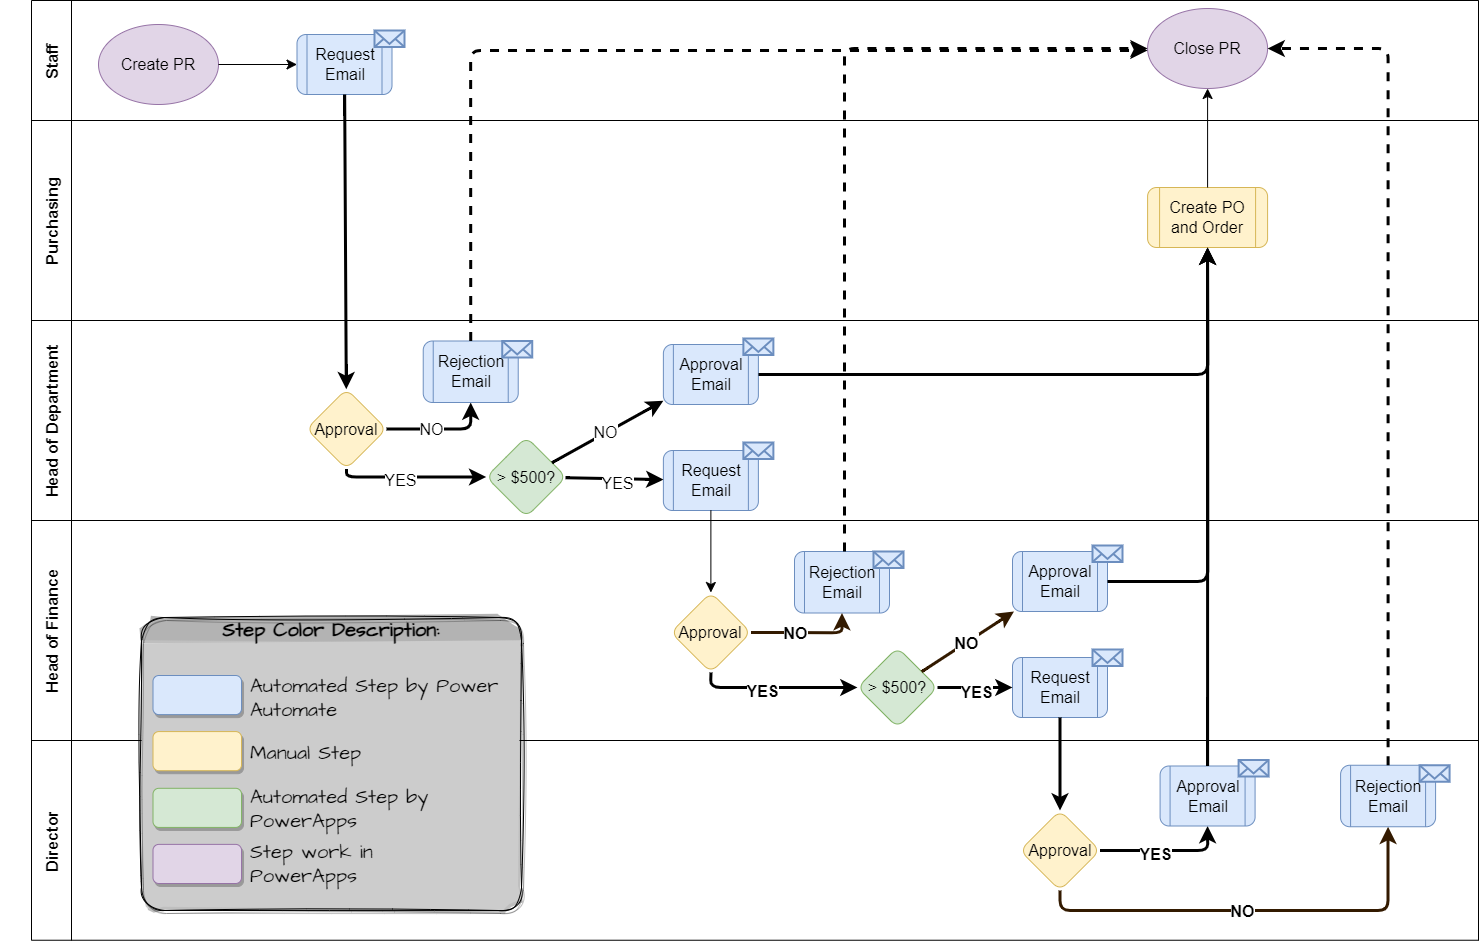 Staff
Create PR
Request
Email
Close PR
Purchasing
Create PO
and Order
Head of Department
Rejection
Email
Approval
Email
Approval
NO
NO
YES
> $500?
YES
Request
Email
Head of Finance
Rejection
Email
Approval
Email
Approval
NO
NO
YES
> $500?
YES
Request
Email
Step Color Description:
Automated Step by Power
Automate
Manual Step
Automated Step by
PowerApps
Step work in
PowerApps
Director
Approval
Email
Rejection
Email
Approval
YES
NO